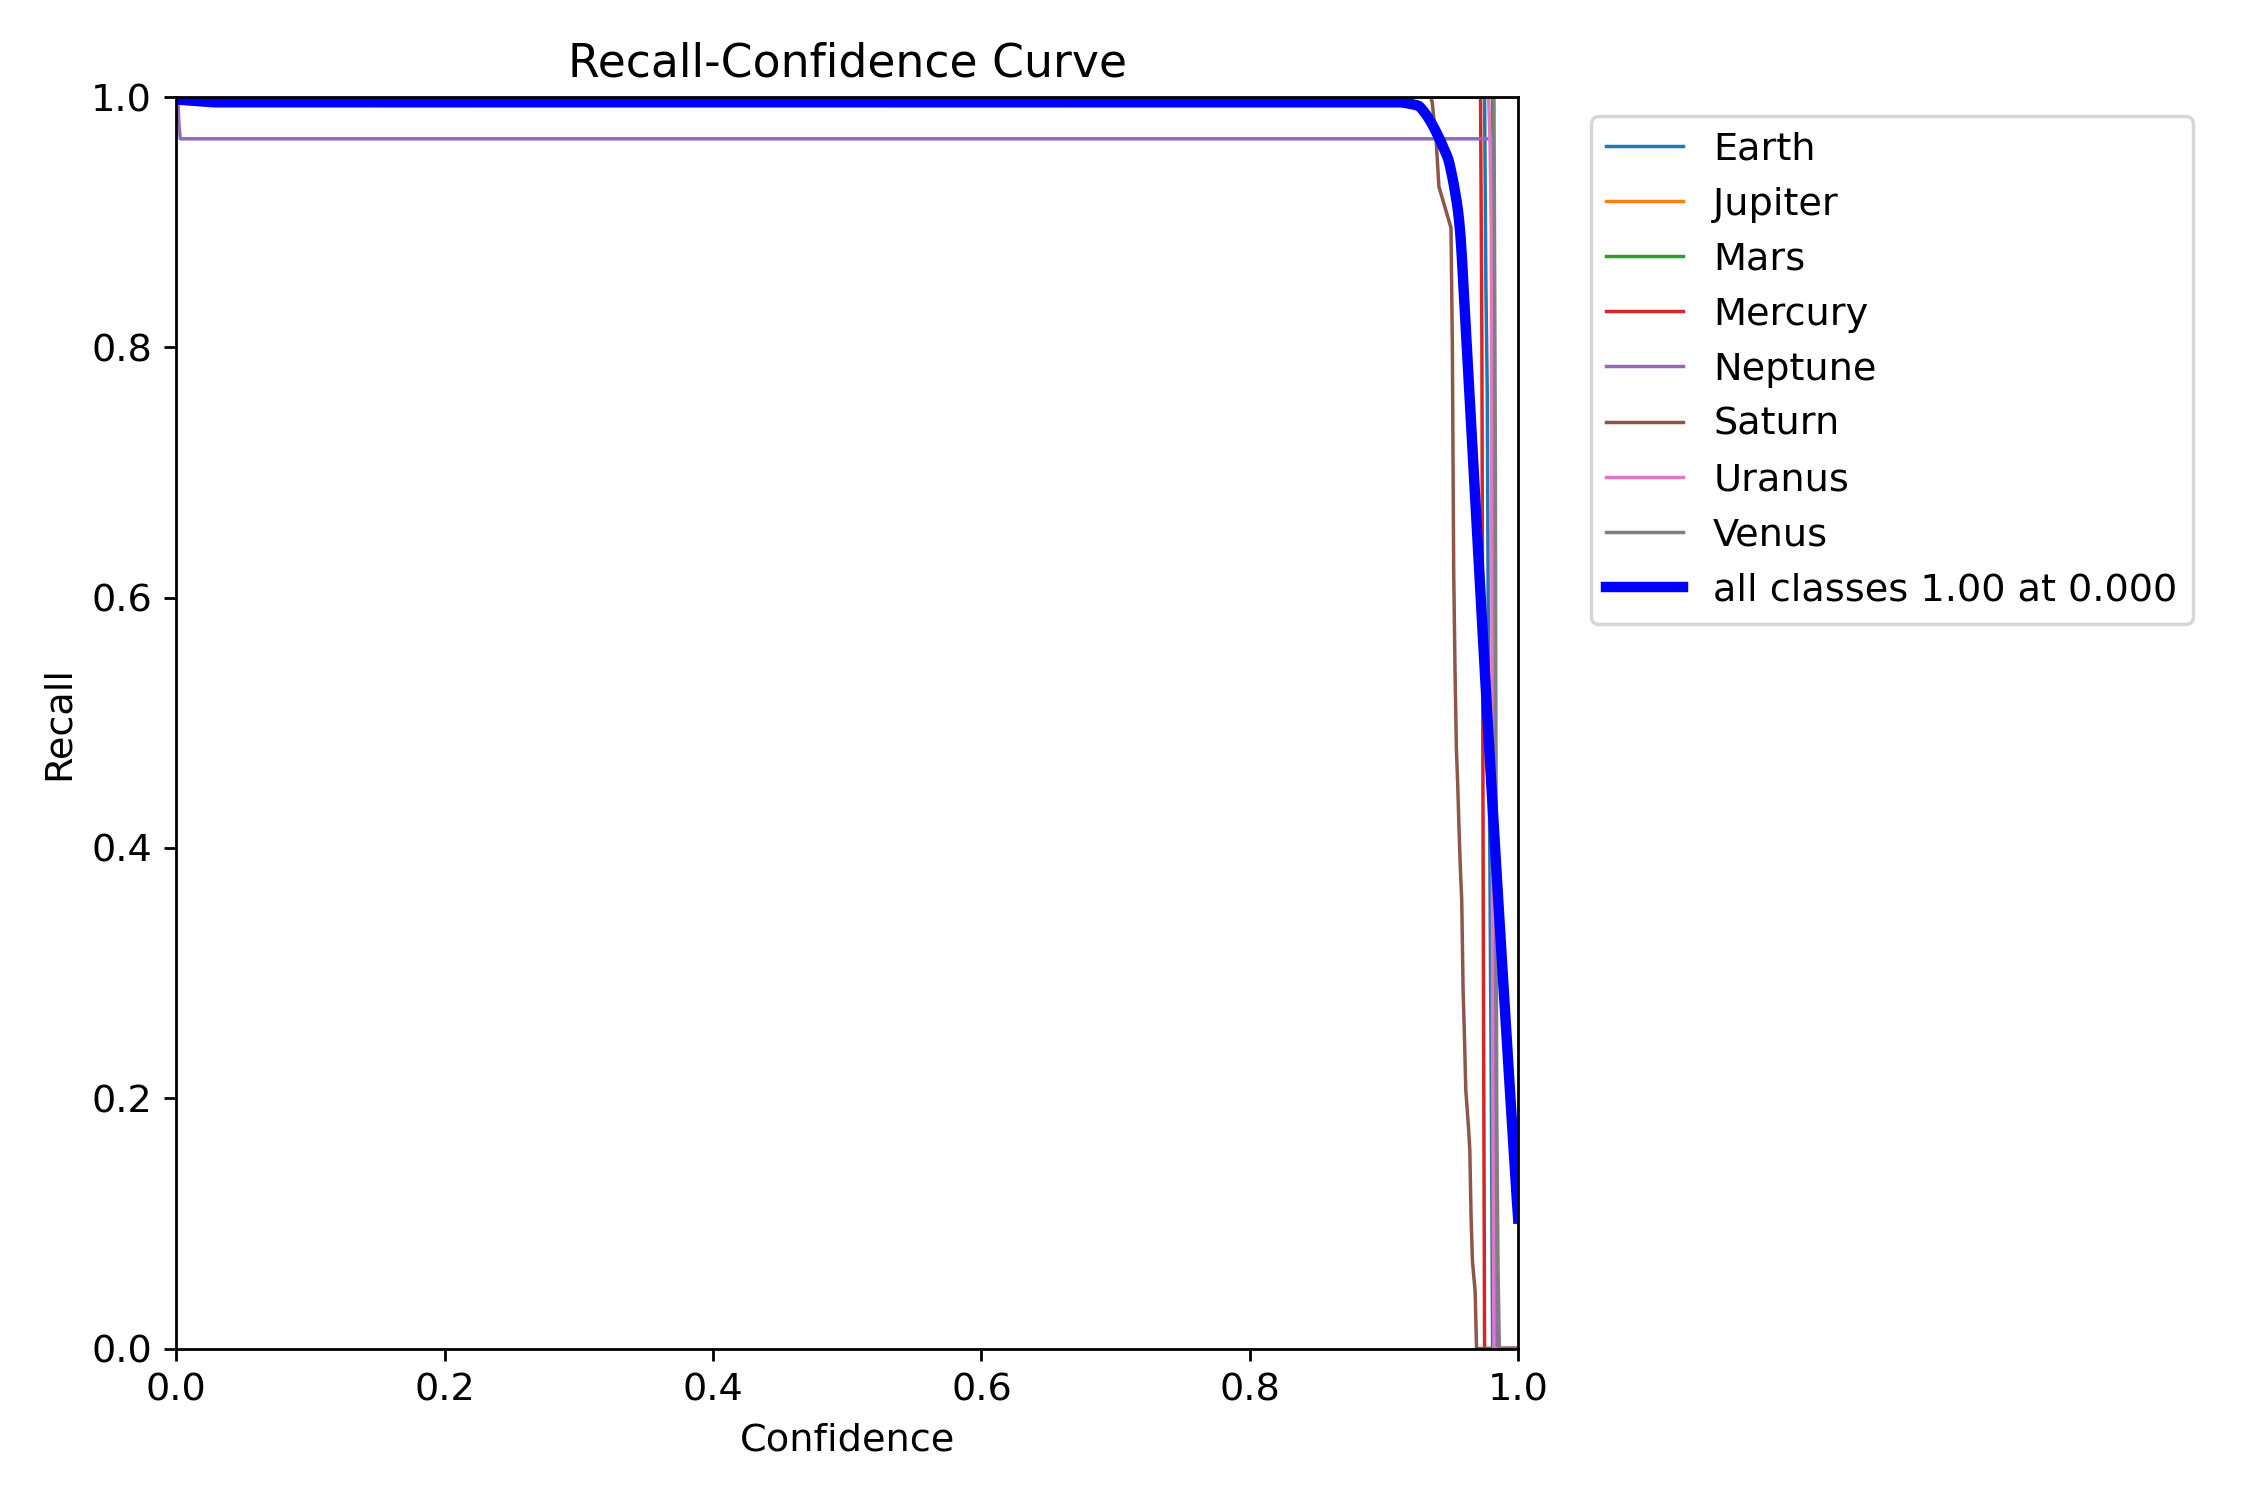 Recall-Confidence Curve
1.0
0.8
0.6
0.4
0.2
0.0
Recall
0.0 0.2 0.4 0.6 0.8 1.0
Confidence
Earth
Jupiter
Mars
Mercury
Neptune
Saturn
Uranus
Venus
all classes 1.00 at 0.000